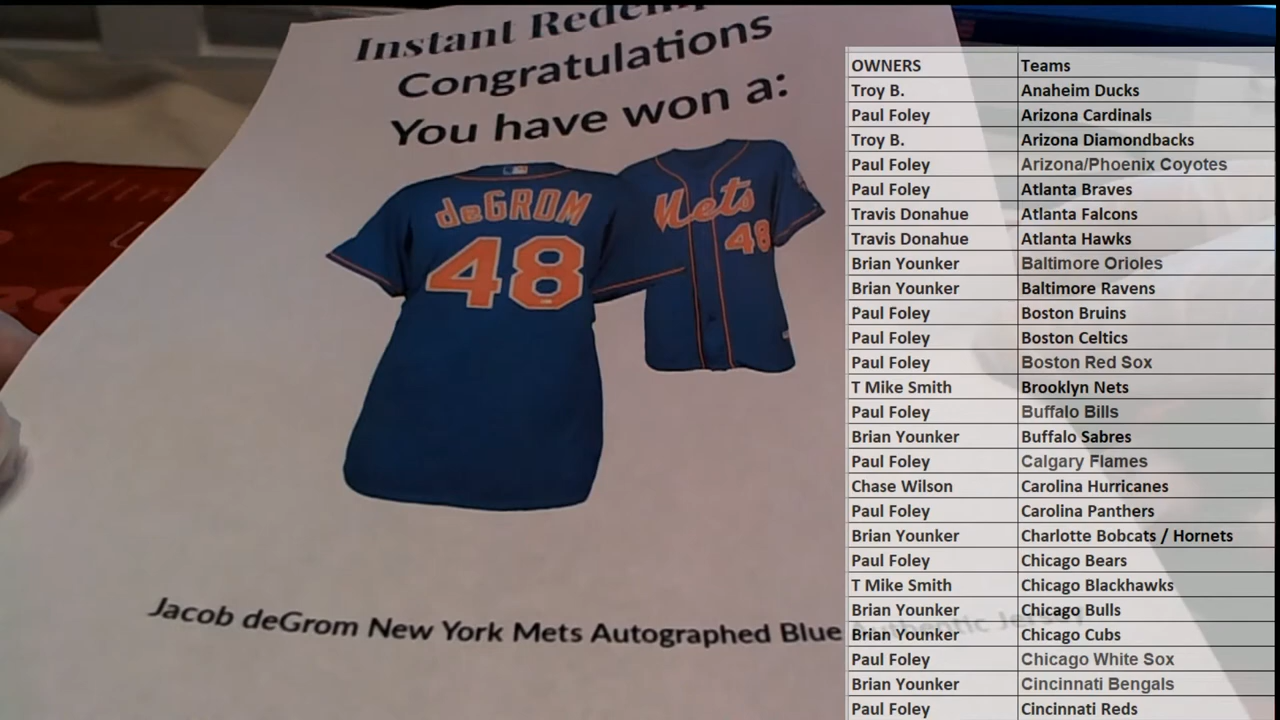 Instant
Congratulations
You have won a:
deGROM
48
Mets
48
Jacob deGrom New York Mets Autographed Blue Authentic Jersey
OWNERS Teams
Troy B. Anaheim Ducks
Paul Foley Arizona Cardinals
Troy B. Arizona Diamondbacks
Paul Foley Arizona/Phoenix Coyotes
Paul Foley Atlanta Braves
Travis Donahue Atlanta Falcons
Travis Donahue Atlanta Hawks
Brian Younker Baltimore Orioles
Brian Younker Baltimore Ravens
Paul Foley Boston Bruins
Paul Foley Boston Celtics
Paul Foley Boston Red Sox
T Mike Smith Brooklyn Nets
Paul Foley Buffalo Bills
Brian Younker Buffalo Sabres
Paul Foley Calgary Flames
Chase Wilson Carolina Hurricanes
Paul Foley Carolina Panthers
Brian Younker Charlotte Bobcats / Hornets
Paul Foley Chicago Bears
T Mike Smith Chicago Blackhawks
Brian Younker Chicago Bulls
Brian Younker Chicago Cubs
Paul Foley Chicago White Sox
Brian Younker Cincinnati Bengals
Paul Foley Cincinnati Reds